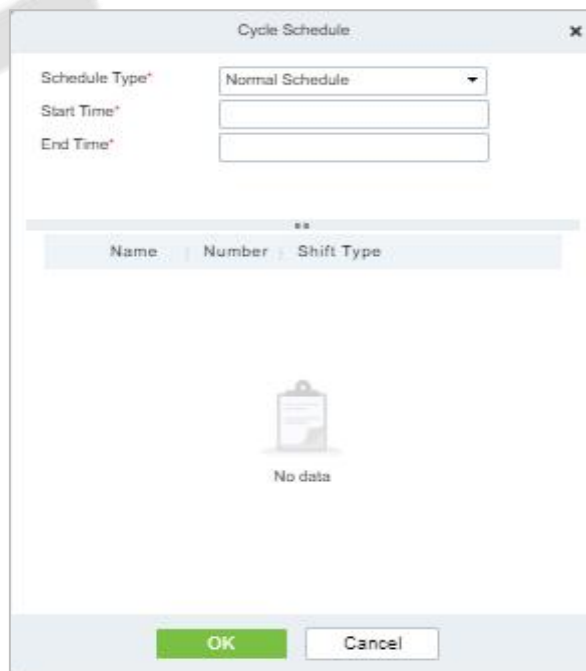 Cycle Schedule ×
Schedule Type* Normal Schedule
Start Time*
End Time*
Name Number Shift Type
No data
OK Cancel